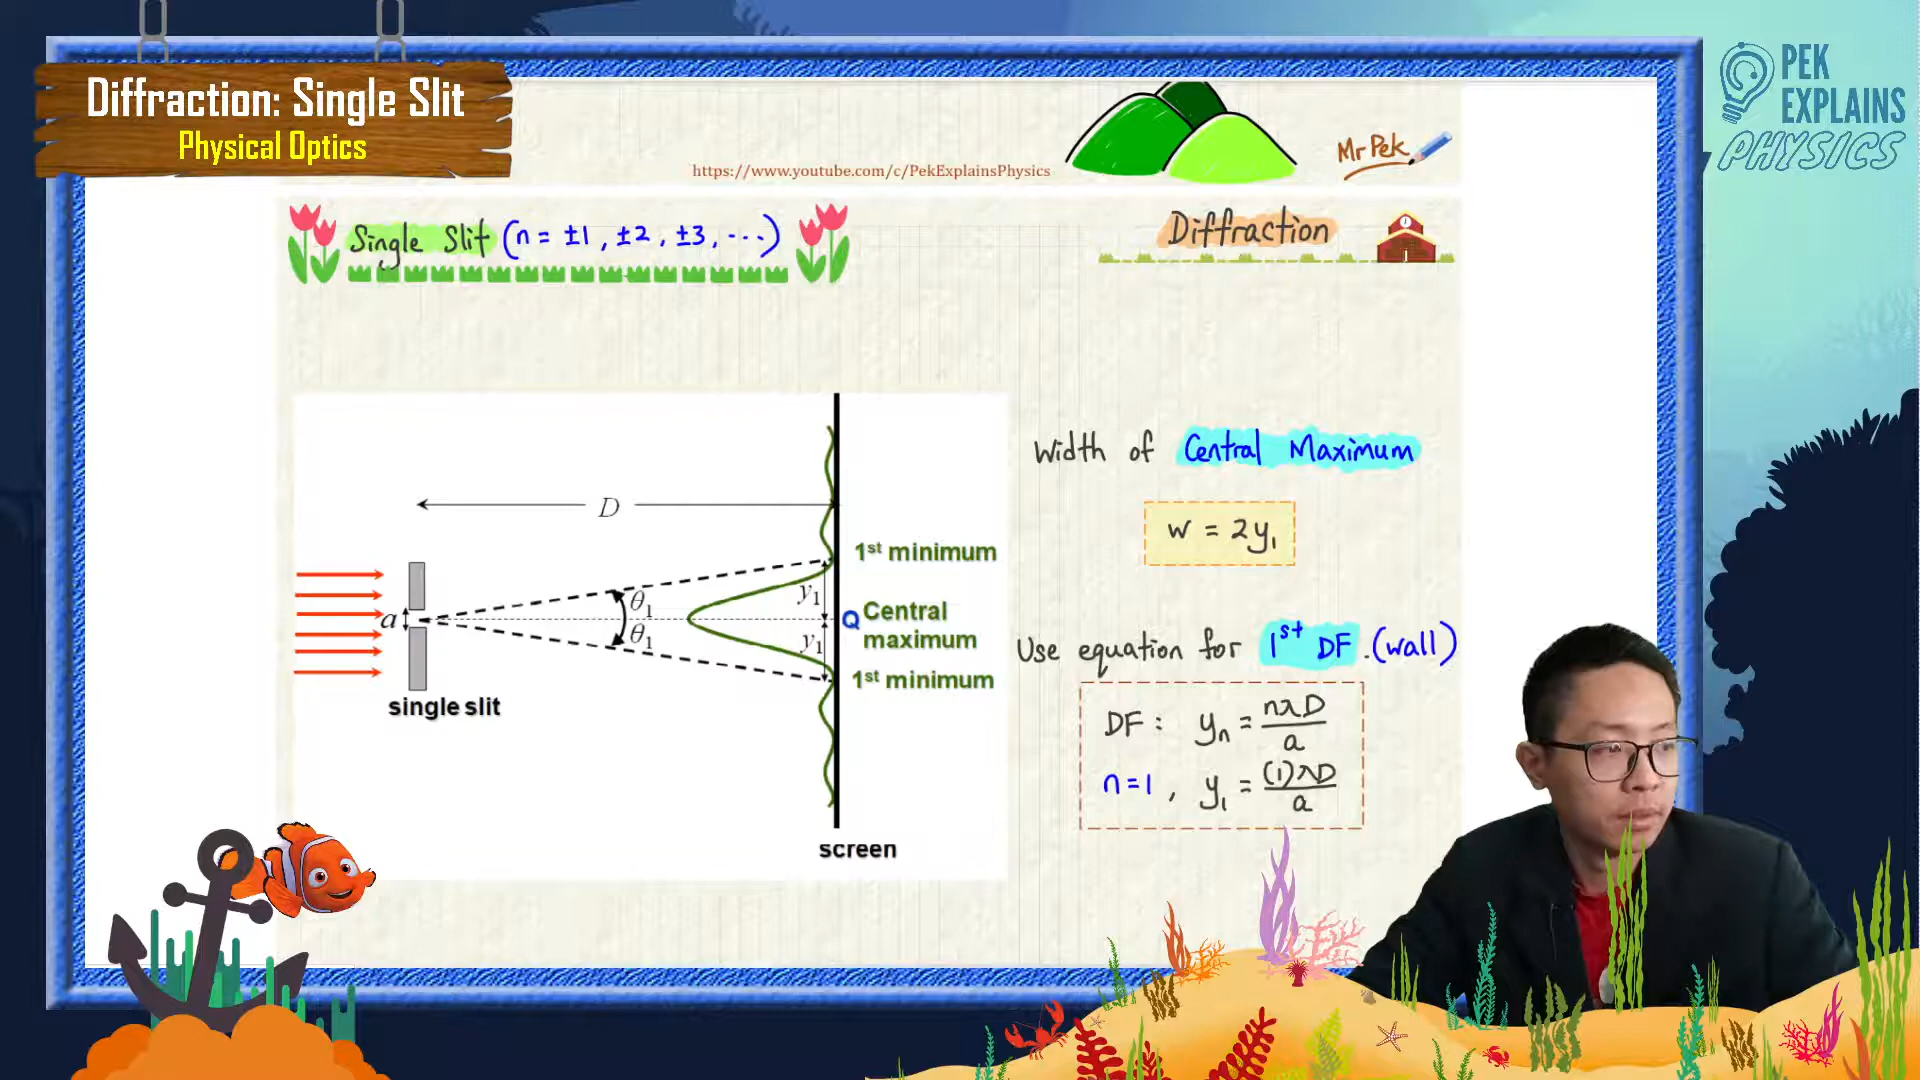 Diffraction: Single Slit
Physical Optics
PEK
EXPLAINS
PHYSICS
https://www.youtube.com/c/PekExplainsPhysics
Mr Pek
Single Slit (n = ±1, ±2, ±3, ...)
Diffraction
Width of Central Maximum
w = 2y₁
D
1st minimum
θ₁
y₁
a
Q Central
maximum
θ₁
y₁
1st minimum
single slit
screen
Use equation for 1st DF. (wall)
DF: yₙ = nλD/a
n=1, y₁ = (1)λD/a